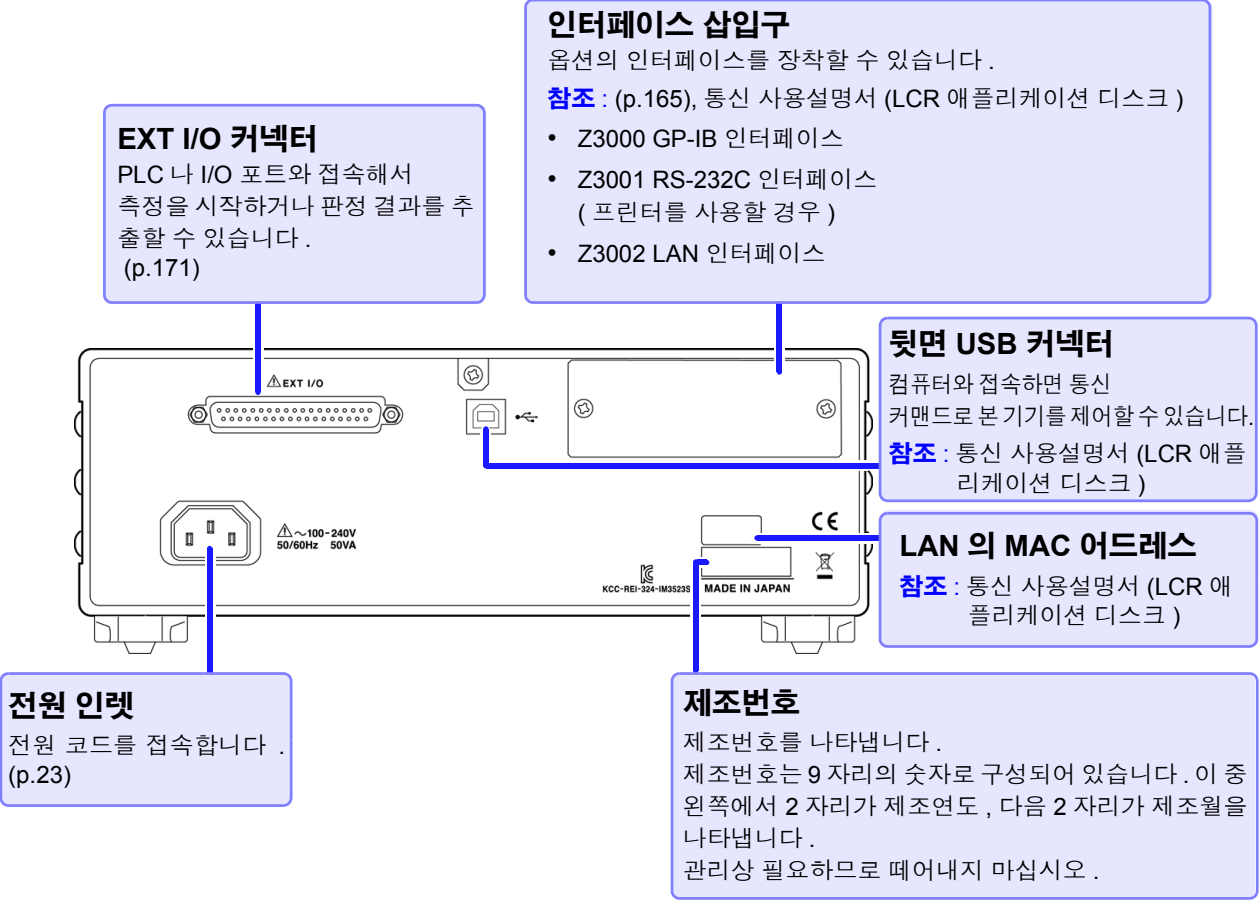 인터페이스 삽입구
옵션의 인터페이스를 장착할 수 있습니다 .
참조 : (p.165), 통신 사용설명서 (LCR 애플리케이션 디스크 )
• Z3000 GP-IB 인터페이스
• Z3001 RS-232C 인터페이스
( 프린터를 사용할 경우 )
• Z3002 LAN 인터페이스
EXT I/O 커넥터
PLC 나 I/O 포트와 접속해서
측정을 시작하거나 판정 결과를 추
출할 수 있습니다 .
(p.171)
뒷면 USB 커넥터
컴퓨터와 접속하면 통신
커맨드로 본 기기를 제어할 수 있습니다.
참조 : 통신 사용설명서 (LCR 애플
리케이션 디스크 )
LAN 의 MAC 어드레스
참조 : 통신 사용설명서 (LCR 애
플리케이션 디스크 )
EXT I/O
~100-240V
50/60Hz 50VA
CE
KCC-REI-324-IM3523S
MADE IN JAPAN
전원 인렛
전원 코드를 접속합니다 .
(p.23)
제조번호
제조번호를 나타냅니다 .
제조번호는 9 자리의 숫자로 구성되어 있습니다 . 이 중
왼쪽에서 2 자리가 제조연도 , 다음 2 자리가 제조월을
나타냅니다 .
관리상 필요하므로 떼어내지 마십시오 .